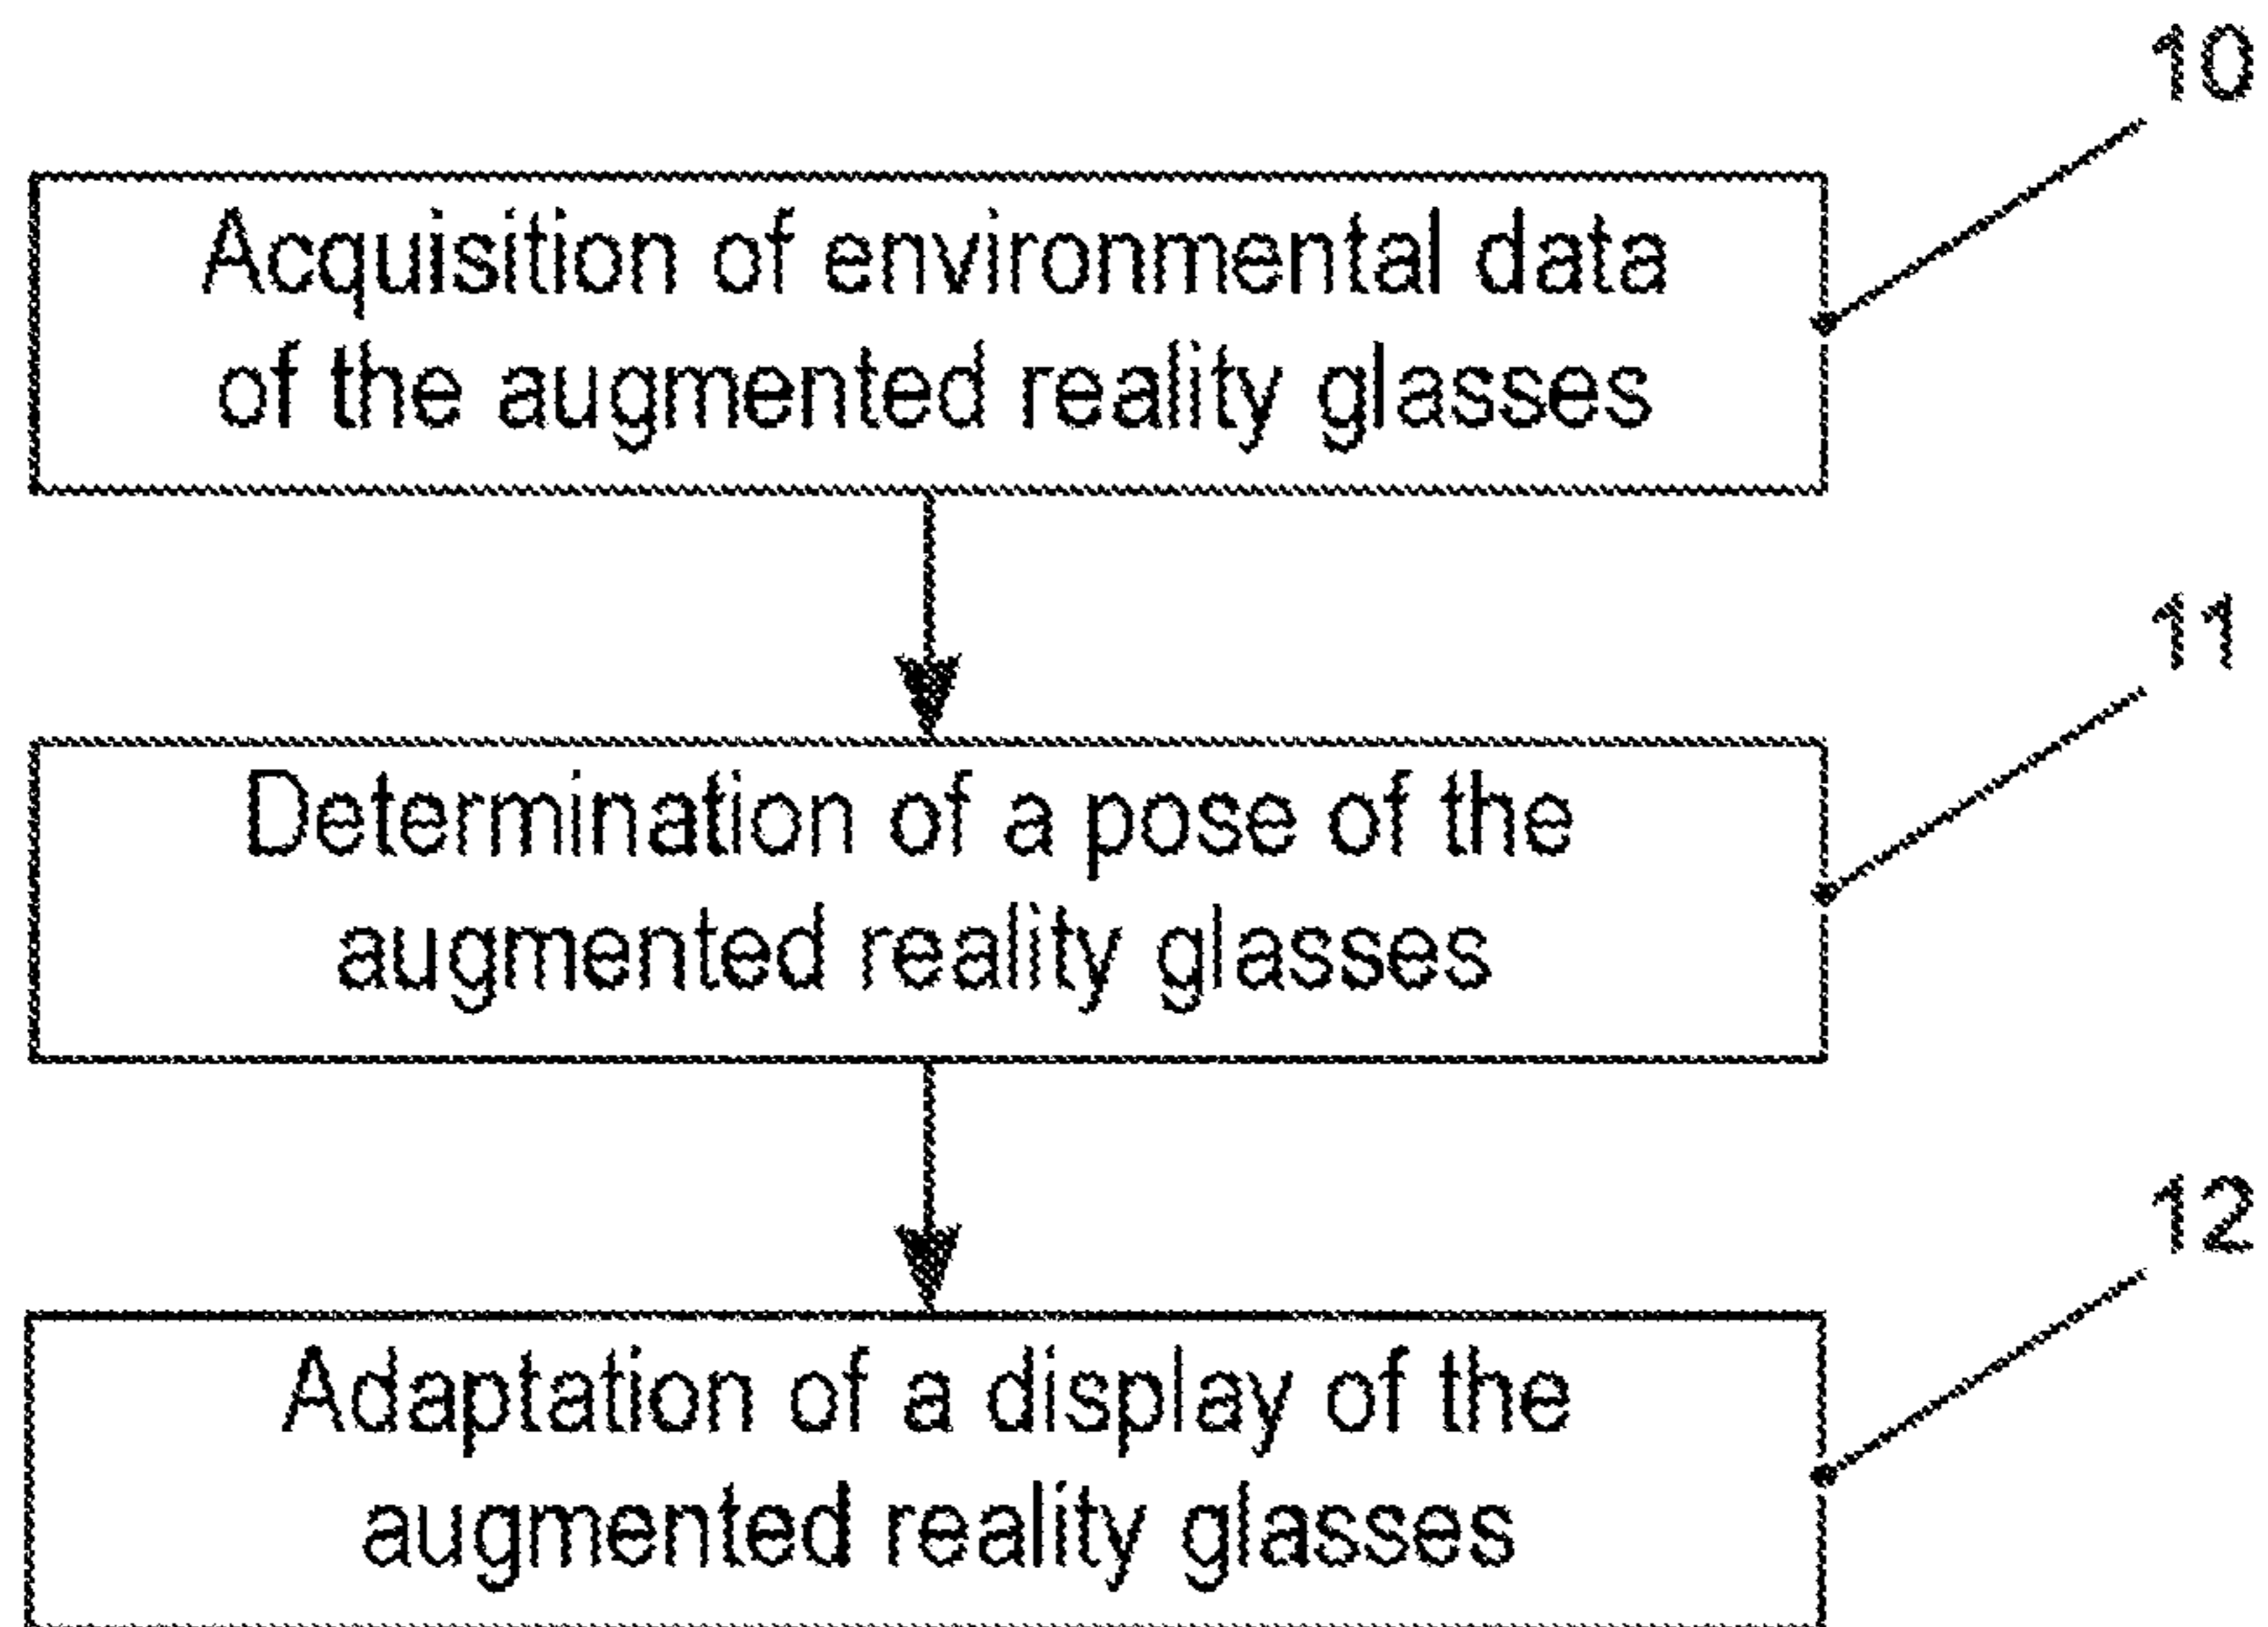 10
Acquisition of environmental data
of the augmented reality glasses
11
Determination of a pose of the
augmented reality glasses
12
Adaptation of a display of the
augmented reality glasses